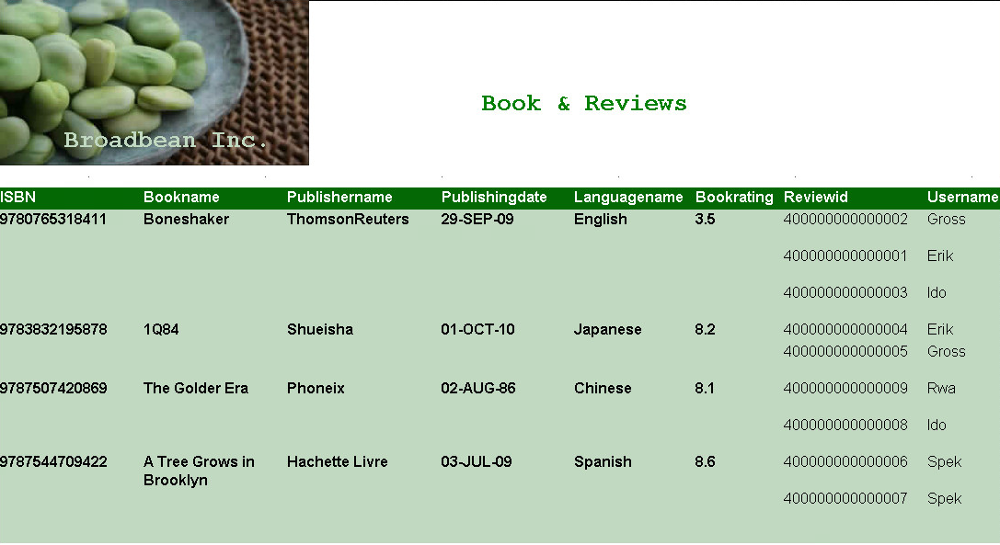 Broadbean Inc.
Book & Reviews
ISBN Bookname Publishername Publishingdate Languagename Bookrating Reviewid Username
9780765318411 Boneshaker ThomsonReuters 29-SEP-09 English 3.5 400000000000002 Gross
400000000000001 Erik
400000000000003 Ido
9783832195878 1Q84 Shueisha 01-OCT-10 Japanese 8.2 400000000000004 Erik
400000000000005 Gross
9787507420869 The Golder Era Phoneix 02-AUG-86 Chinese 8.1 400000000000009 Rwa
400000000000008 Ido
9787544709422 A Tree Grows in Hachette Livre 03-JUL-09 Spanish 8.6 400000000000006 Spek
Brooklyn
400000000000007 Spek